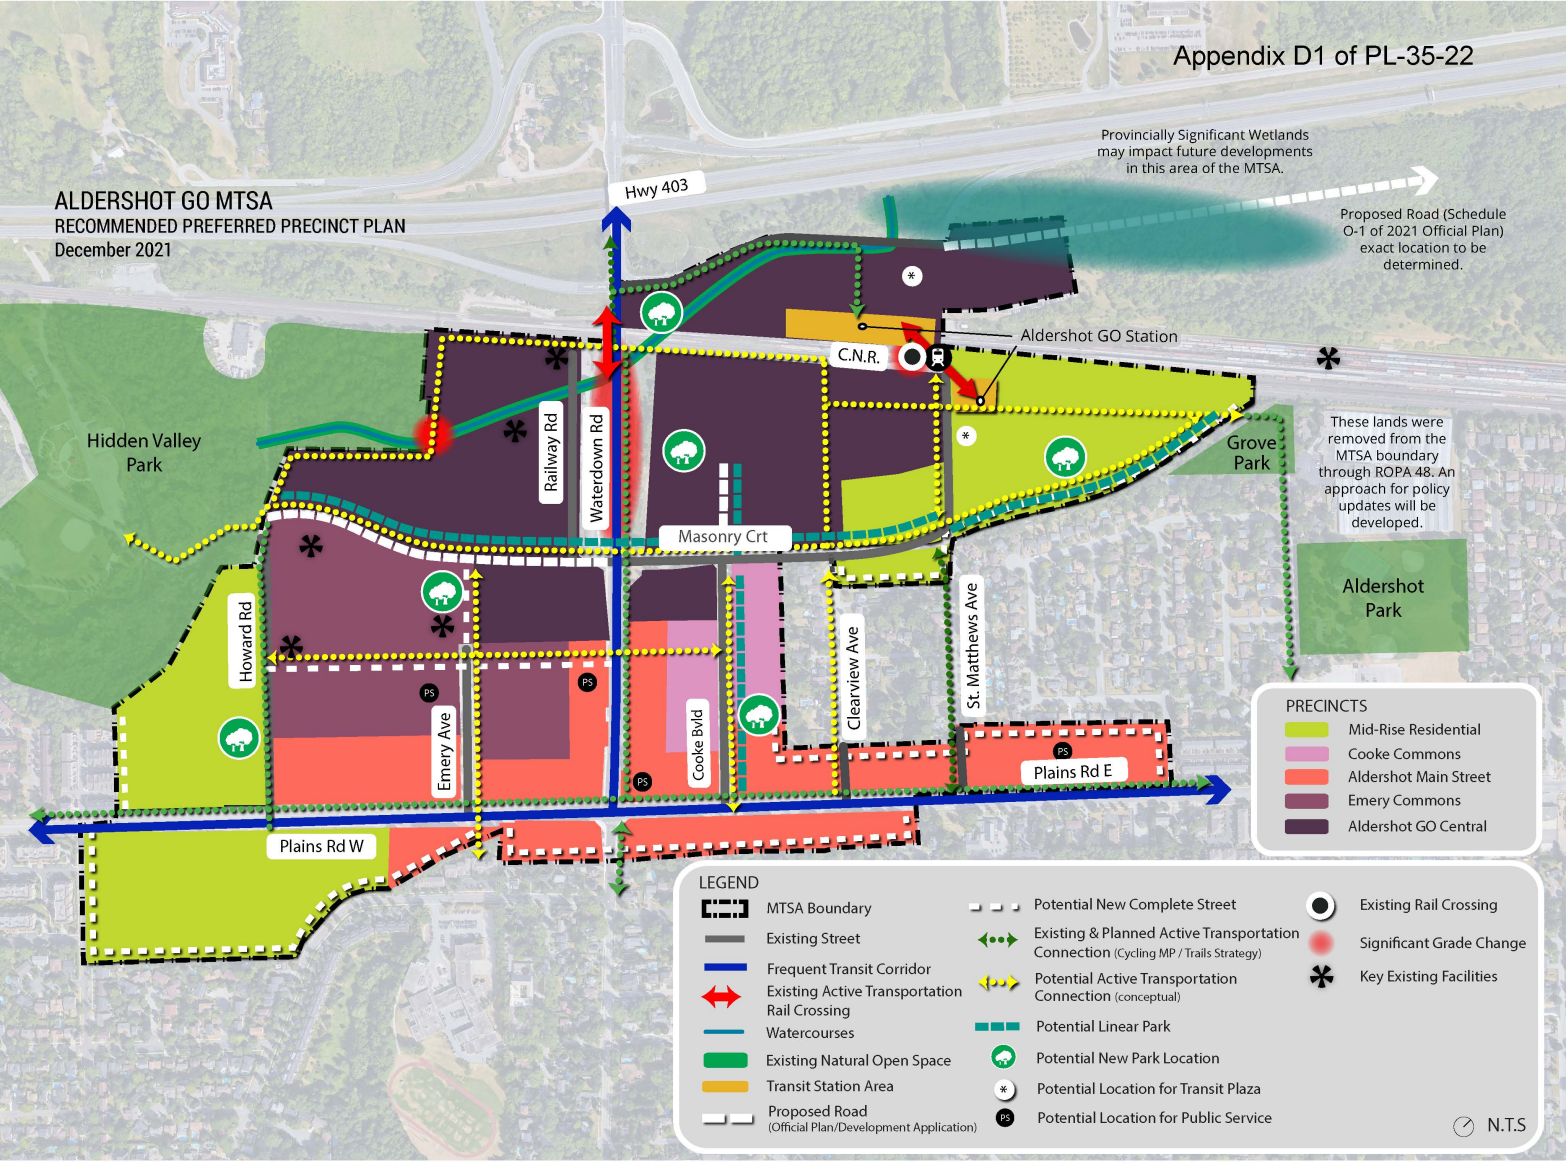 Appendix D1 of PL-35-22
Provincially Significant Wetlands
may impact future developments
in this area of the MTSA.
ALDERSHOT GO MTSA
RECOMMENDED PREFERRED PRECINCT PLAN
December 2021
Hwy 403
Proposed Road (Schedule
O-1 of 2021 Official Plan)
exact location to be
determined.
*
Aldershot GO Station
C.N.R.
Hidden Valley
Park
Railway Rd
Waterdown Rd
*
Grove
Park
These lands were
removed from the
MTSA boundary
through ROPA 48. An
approach for policy
updates will be
developed.
Masonry Crt
Aldershot
Park
Howard Rd
Clearview Ave
St. Matthews Ave
PS
PS
Emery Ave
Cooke Bvld
PS
PS
Plains Rd E
Plains Rd W
PRECINCTS
Mid-Rise Residential
Cooke Commons
Aldershot Main Street
Emery Commons
Aldershot GO Central
LEGEND
MTSA Boundary
Existing Street
Frequent Transit Corridor
Existing Active Transportation
Rail Crossing
Watercourses
Existing Natural Open Space
Transit Station Area
Proposed Road
(Official Plan/Development Application)
Potential New Complete Street
Existing & Planned Active Transportation
Connection (Cycling MP / Trails Strategy)
Potential Active Transportation
Connection (conceptual)
Potential Linear Park
Potential New Park Location
* Potential Location for Transit Plaza
PS Potential Location for Public Service
Existing Rail Crossing
Significant Grade Change
Key Existing Facilities
N.T.S